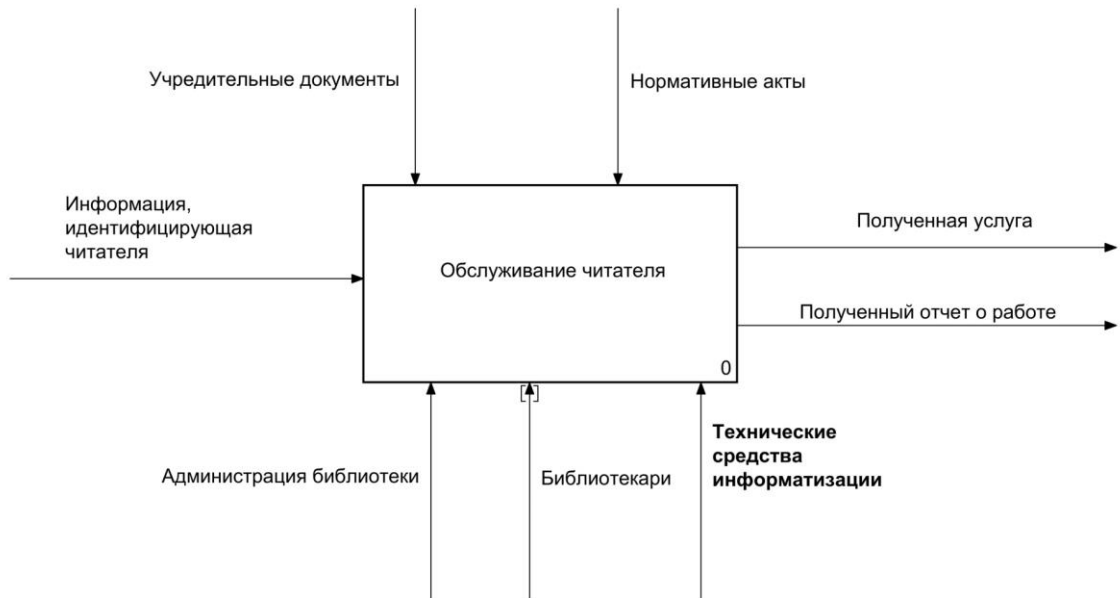 Учредительные документы
Нормативные акты
Информация,
идентифицирующая
читателя
Полученная услуга
Обслуживание читателя
Полученный отчет о работе
0
Технические
средства
информатизации
Администрация библиотеки
Библиотекари